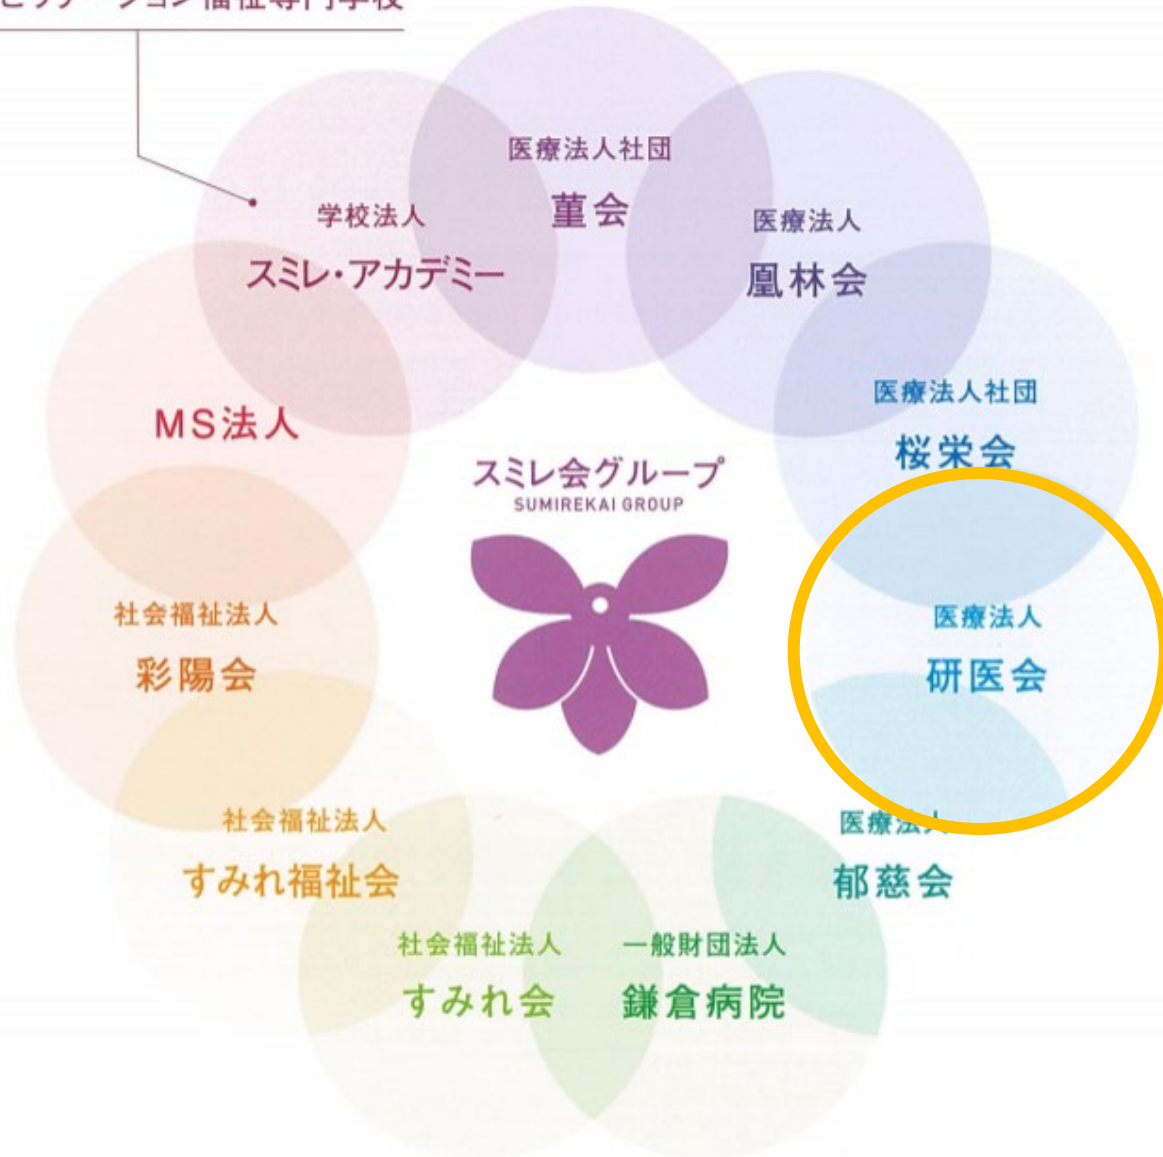 医療法人社団
菫会
学校法人
スミレ・アカデミー
医療法人
凰林会
医療法人社団
桜栄会
MS法人
スミレ会グループ
SUMIREKAI GROUP
社会福祉法人
彩陽会
医療法人
研医会
社会福祉法人
すみれ福祉会
医療法人
郁慈会
社会福祉法人
すみれ会
一般財団法人
鎌倉病院